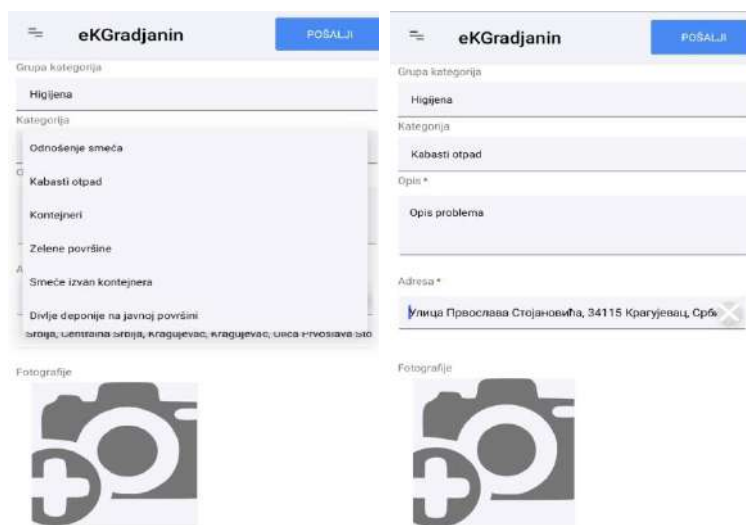 eKGradjanin
POŠALJI
Grupa kategorija
Higijena
Kategorija
Odnošenje smeća
Kabasti otpad
Kontejneri
Zelene površine
Smeće izvan kontejnera
Divlje deponije na javnoj površini
Srbija, Centralna Srbija, Kragujevac, Kragujevac, Ulica Prvoslava Sto
Fotografije
eKGradjanin
POŠALJI
Grupa kategorija
Higijena
Kategorija
Kabasti otpad
Opis *
Opis problema
Adresa *
Улица Првослава Стојановића, 34115 Крагујевац, Срби
Fotografije